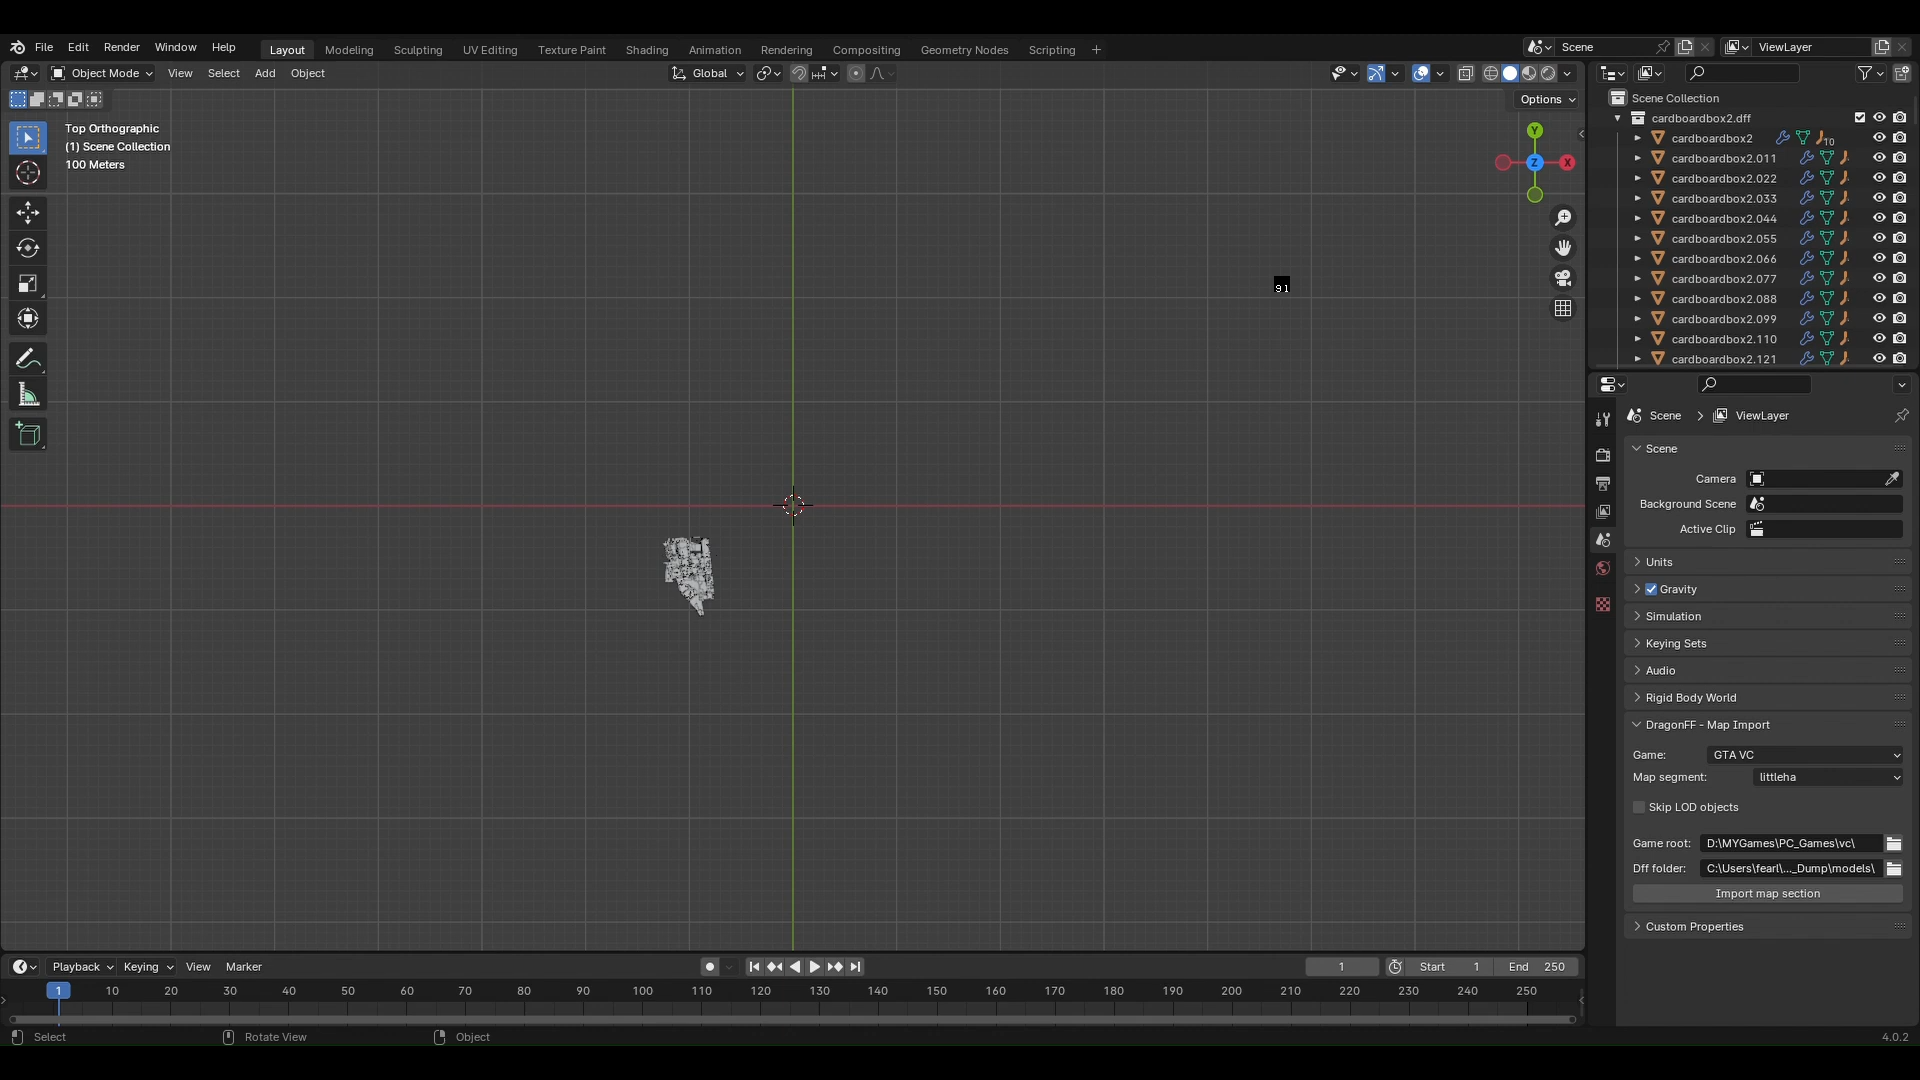 File Edit Render Window Help
Layout Modeling Sculpting UV Editing Texture Paint Shading Animation Rendering Compositing Geometry Nodes Scripting +
Scene
ViewLayer
Object Mode View Select Add Object
Global
Options
Top Orthographic
(1) Scene Collection
100 Meters
Y
Z
X
91
Scene Collection
cardboardbox2.dff
cardboardbox2
10
cardboardbox2.011
cardboardbox2.022
cardboardbox2.033
cardboardbox2.044
cardboardbox2.055
cardboardbox2.066
cardboardbox2.077
cardboardbox2.088
cardboardbox2.099
cardboardbox2.110
cardboardbox2.121
Scene > ViewLayer
Scene
Camera
Background Scene
Active Clip
Units
Gravity
Simulation
Keying Sets
Audio
Rigid Body World
DragonFF - Map Import
Game: GTA VC
Map segment: littleha
Skip LOD objects
Game root: D:\MYGames\PC_Games\vc\
Dff folder: C:\Users\fearl\..._Dump\models\
Import map section
Custom Properties
Playback Keying View Marker
1
Start 1
End 250
1 10 20 30 40 50 60 70 80 90 100 110 120 130 140 150 160 170 180 190 200 210 220 230 240 250
Select
Rotate View
Object
4.0.2